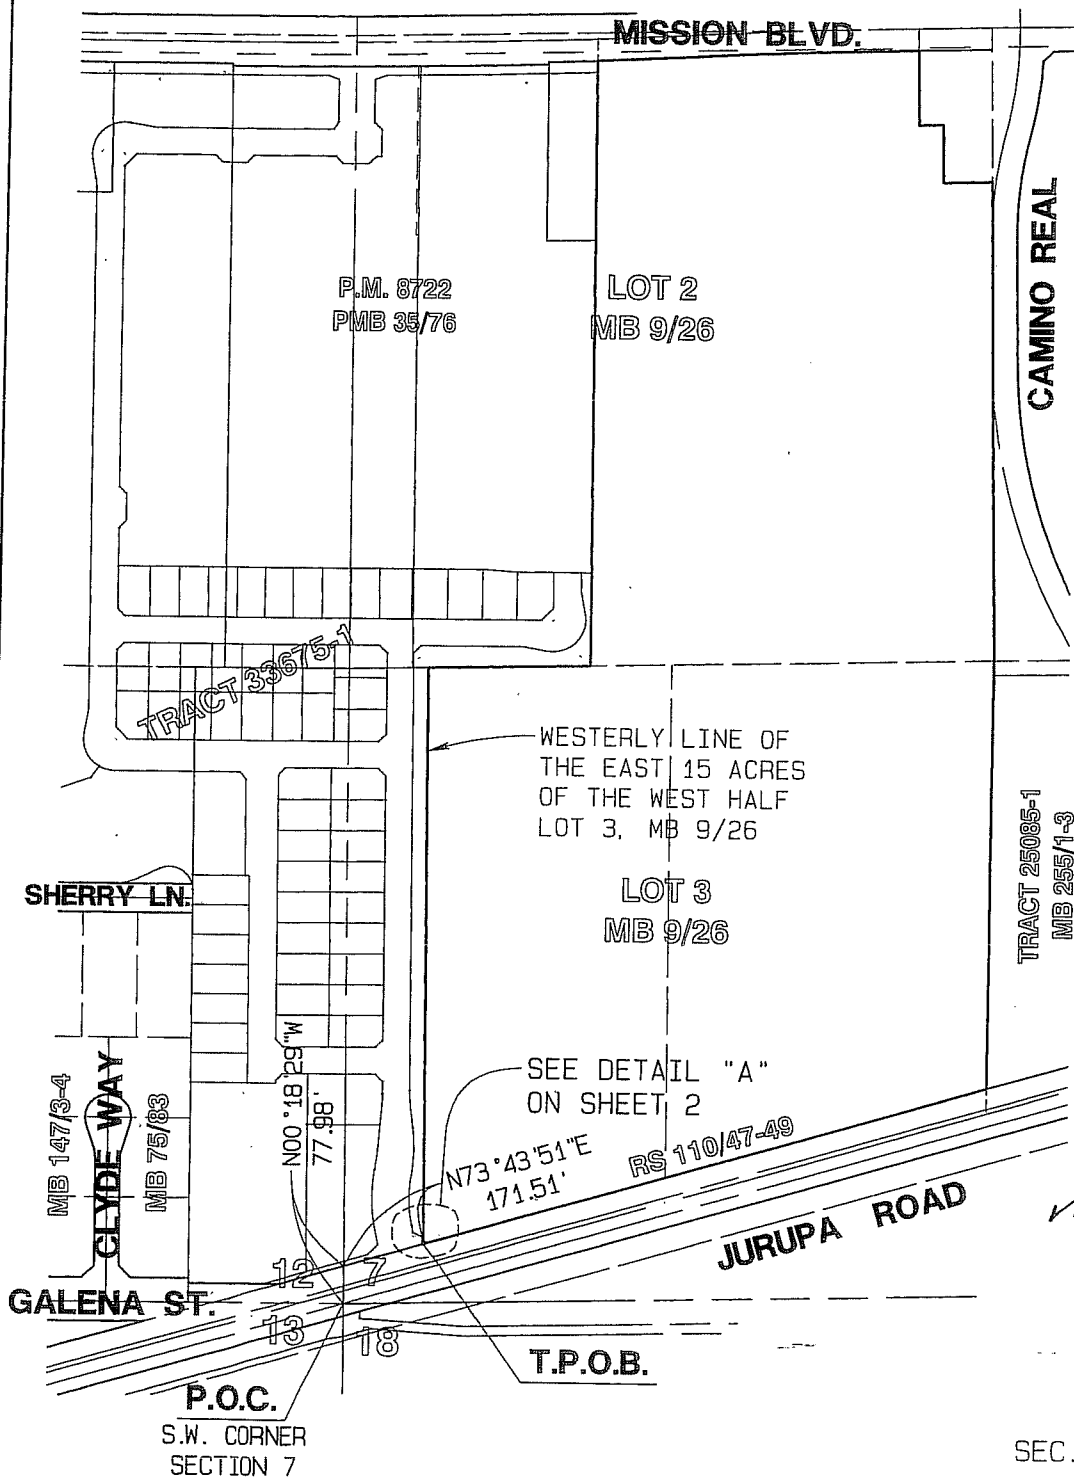 MISSION BLVD.
CAMINO REAL
P.M. 8722
PMB 35/76
LOT 2
MB 9/26
TRACT 33675-1
WESTERLY LINE OF
THE EAST 15 ACRES
OF THE WEST HALF
LOT 3, MB 9/26
TRACT 25085-1
MB 255/1-3
SHERRY LN.
LOT 3
MB 9/26
N00°18'29"W
77.98'
SEE DETAIL "A"
ON SHEET 2
MB 147/3-4
CLYDE WAY
MB 75/83
N73°43'51"E
171.51'
RS 110/47-49
JURUPA ROAD
12
7
GALENA ST.
13
18
T.P.O.B.
P.O.C.
S.W. CORNER
SECTION 7
SEC.